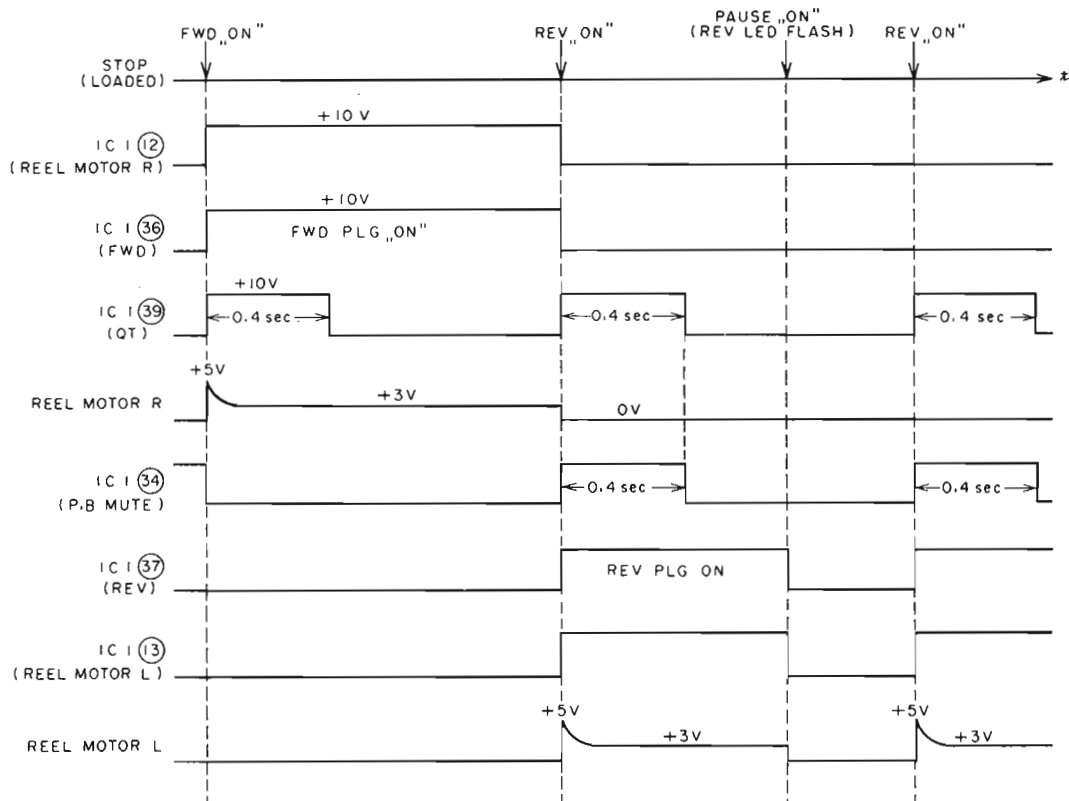 PAUSE „ON"
FWD „ON" REV „ON" (REV LED FLASH) REV „ON"
STOP
(LOADED)
t
+10V
IC 1 ⑫
(REEL MOTOR R)
+10V
IC 1 ㊱
(FWD)
FWD PLG „ON"
+10V
IC 1 ㊴
(QT)
0.4 sec 0.4 sec 0.4 sec
+5V
REEL MOTOR R +3V 0V
IC 1 ㉞
(P.B MUTE)
0.4 sec 0.4 sec
IC 1 ㊲
(REV)
REV PLG ON
IC 1 ⑬
(REEL MOTOR L)
+5V +5V
REEL MOTOR L +3V +3V